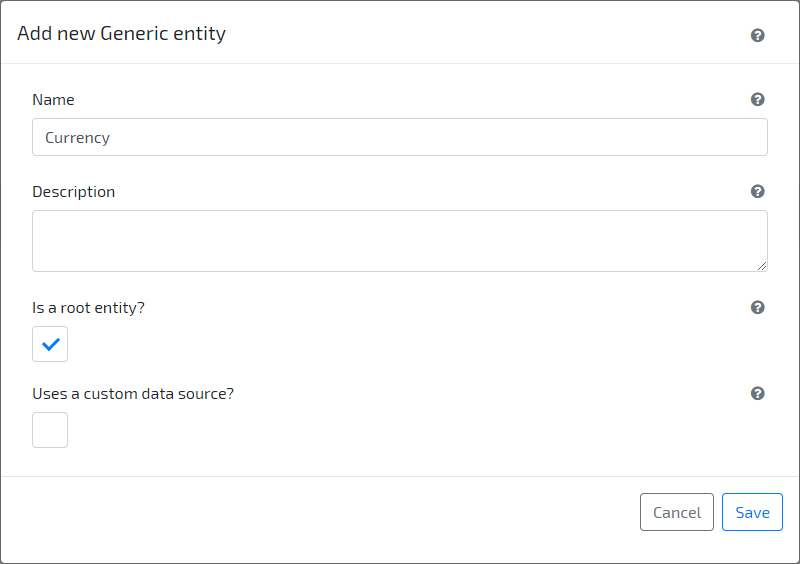 Add new Generic entity
Name
Currency
Description
Is a root entity?
Uses a custom data source?
Cancel Save